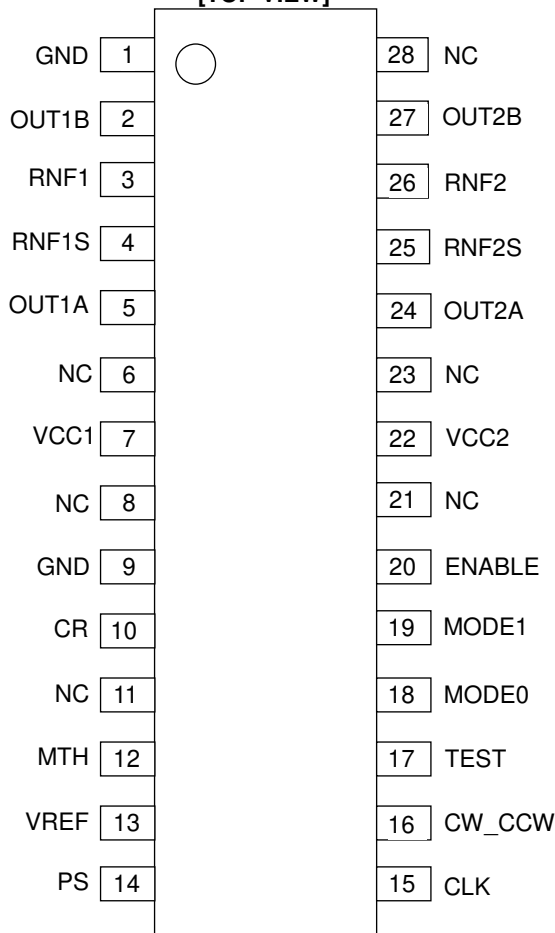 [TOP VIEW]
GND 1 28 NC
OUT1B 2 27 OUT2B
RNF1 3 26 RNF2
RNF1S 4 25 RNF2S
OUT1A 5 24 OUT2A
NC 6 23 NC
VCC1 7 22 VCC2
NC 8 21 NC
GND 9 20 ENABLE
CR 10 19 MODE1
NC 11 18 MODE0
MTH 12 17 TEST
VREF 13 16 CW_CCW
PS 14 15 CLK